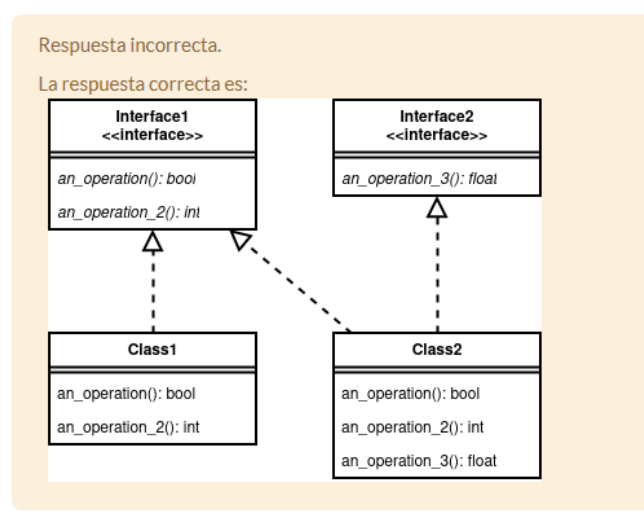 Respuesta incorrecta.
La respuesta correcta es:
Interface1
<<interface>>
an_operation(): bool
an_operation_2(): int
Interface2
<<interface>>
an_operation_3(): float
Class1
an_operation(): bool
an_operation_2(): int
Class2
an_operation(): bool
an_operation_2(): int
an_operation_3(): float